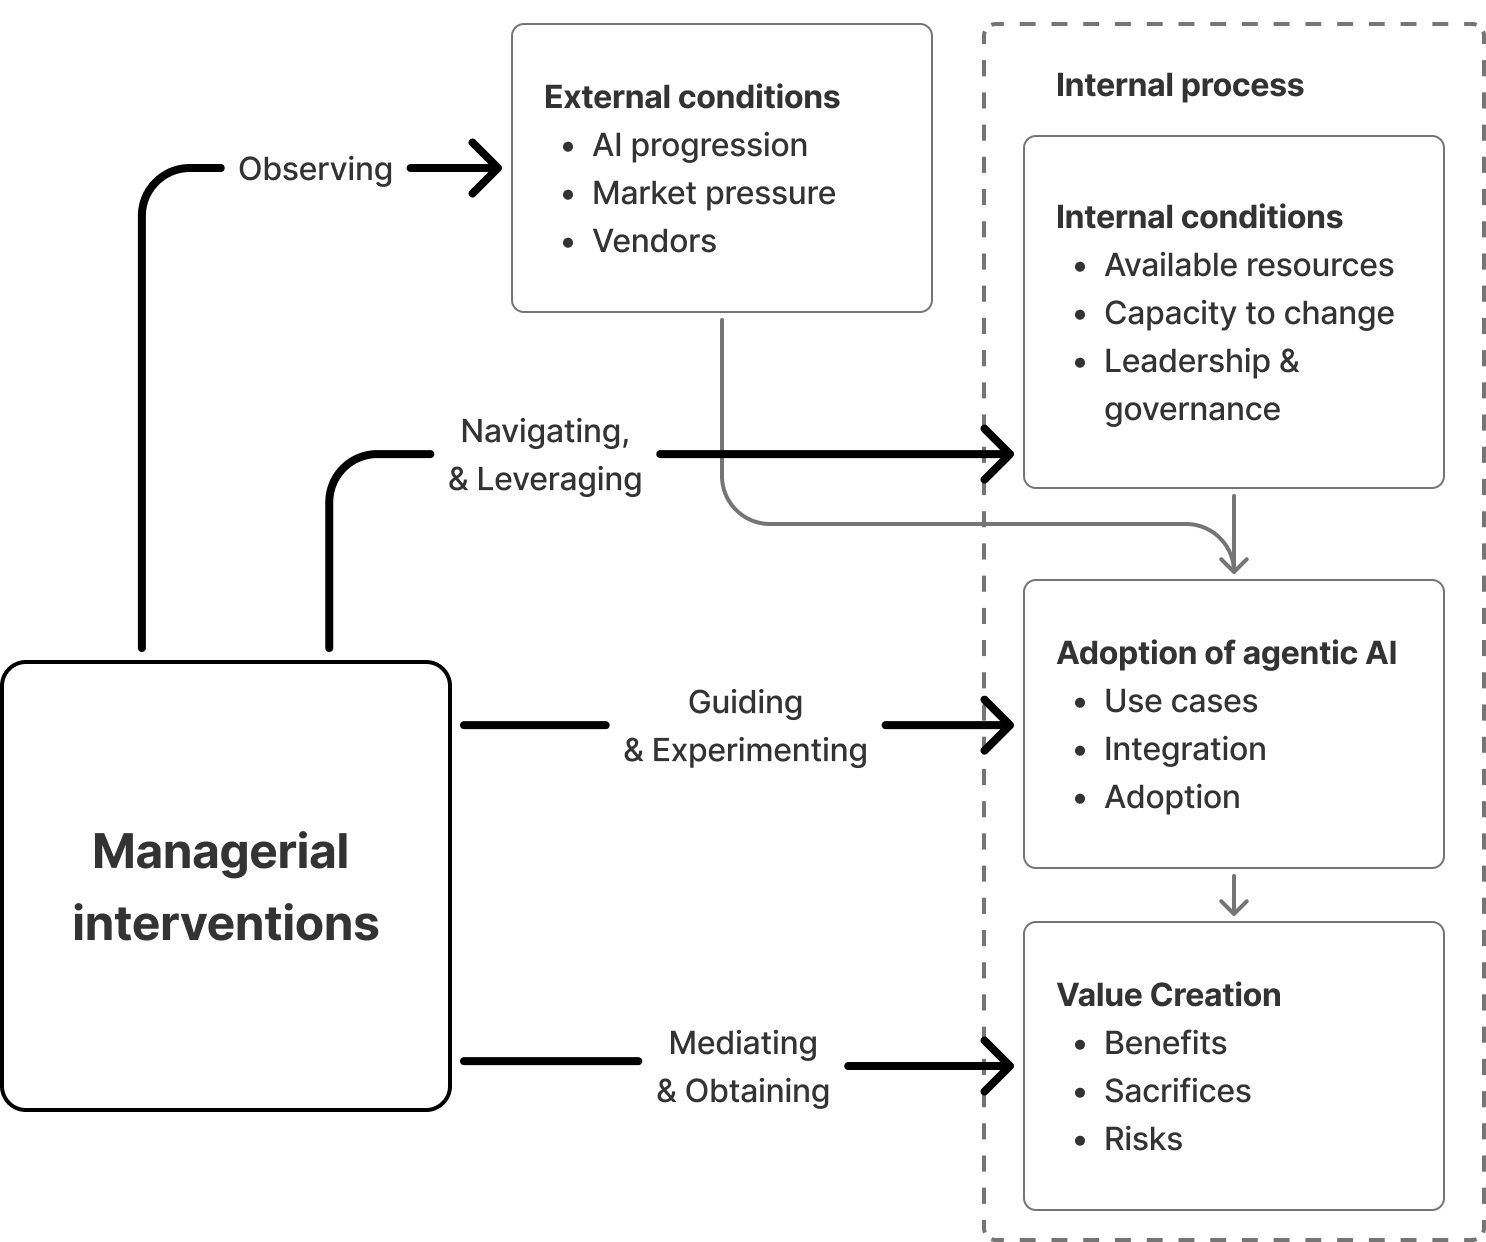 External conditions
• AI progression
• Market pressure
• Vendors
Internal process
Internal conditions
• Available resources
• Capacity to change
• Leadership &
governance
Observing
Navigating,
& Leveraging
Guiding
& Experimenting
Adoption of agentic AI
• Use cases
• Integration
• Adoption
Managerial
interventions
Mediating
& Obtaining
Value Creation
• Benefits
• Sacrifices
• Risks